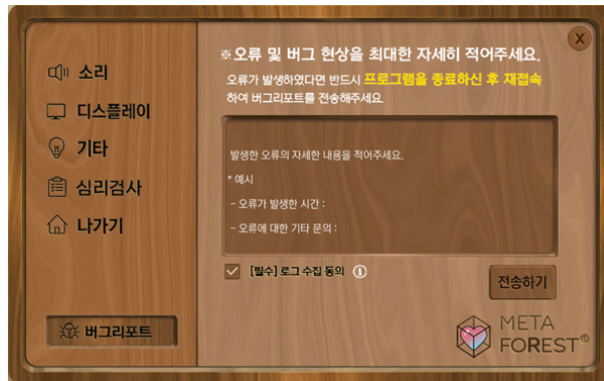 소리
디스플레이
기타
심리검사
나가기
버그리포트
※오류 및 버그 현상을 최대한 자세히 적어주세요.
오류가 발생하였다면 반드시 프로그램을 종료하신 후 재접속
하여 버그리포트를 전송해주세요
발생한 오류의 자세한 내용을 적어주세요.
* 예시
- 오류가 발생한 시간 :
- 오류에 대한 기타 문의 :
[필수] 로그 수집 동의
전송하기
META
FOREST®
X